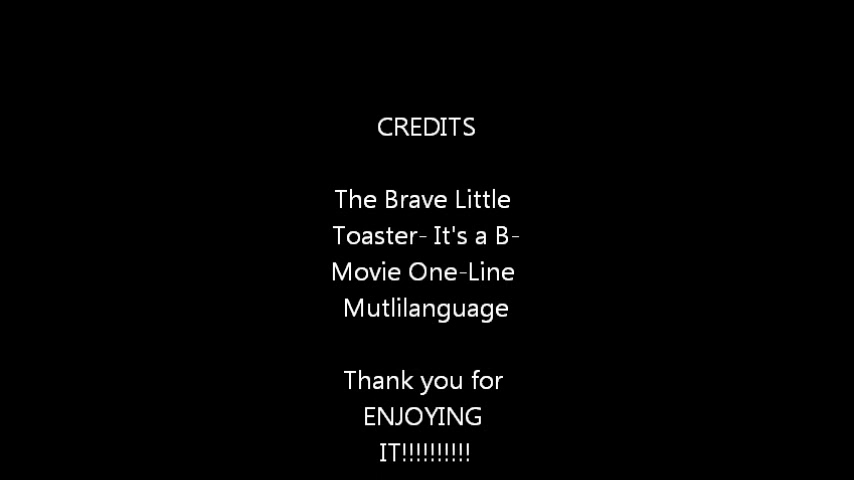 CREDITS
The Brave Little
Toaster- It's a B-
Movie One-Line
Mutlilanguage
Thank you for
ENJOYING
IT!!!!!!!!!!